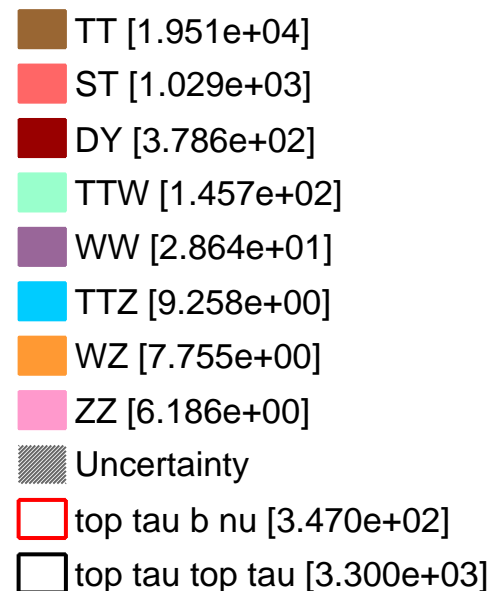 TT [1.951e+04]
ST [1.029e+03]
DY [3.786e+02]
TTW [1.457e+02]
WW [2.864e+01]
TTZ [9.258e+00]
WZ [7.755e+00]
ZZ [6.186e+00]
Uncertainty
top tau b nu [3.470e+02]
top tau top tau [3.300e+03]